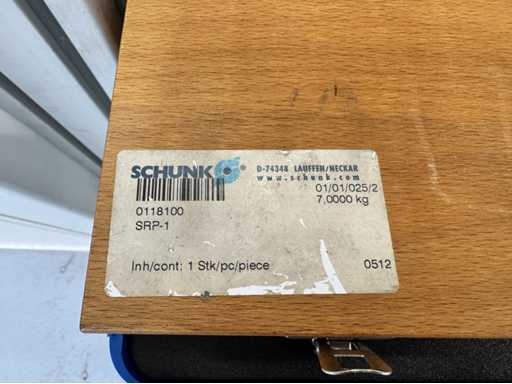 SCHUNK
D-74348 LAUFFEN/NECKAR
www.schunk.com
01/01/025/2
7,0000 kg
0118100
SRP-1
Inh/cont: 1 Stk/pc/piece
0512